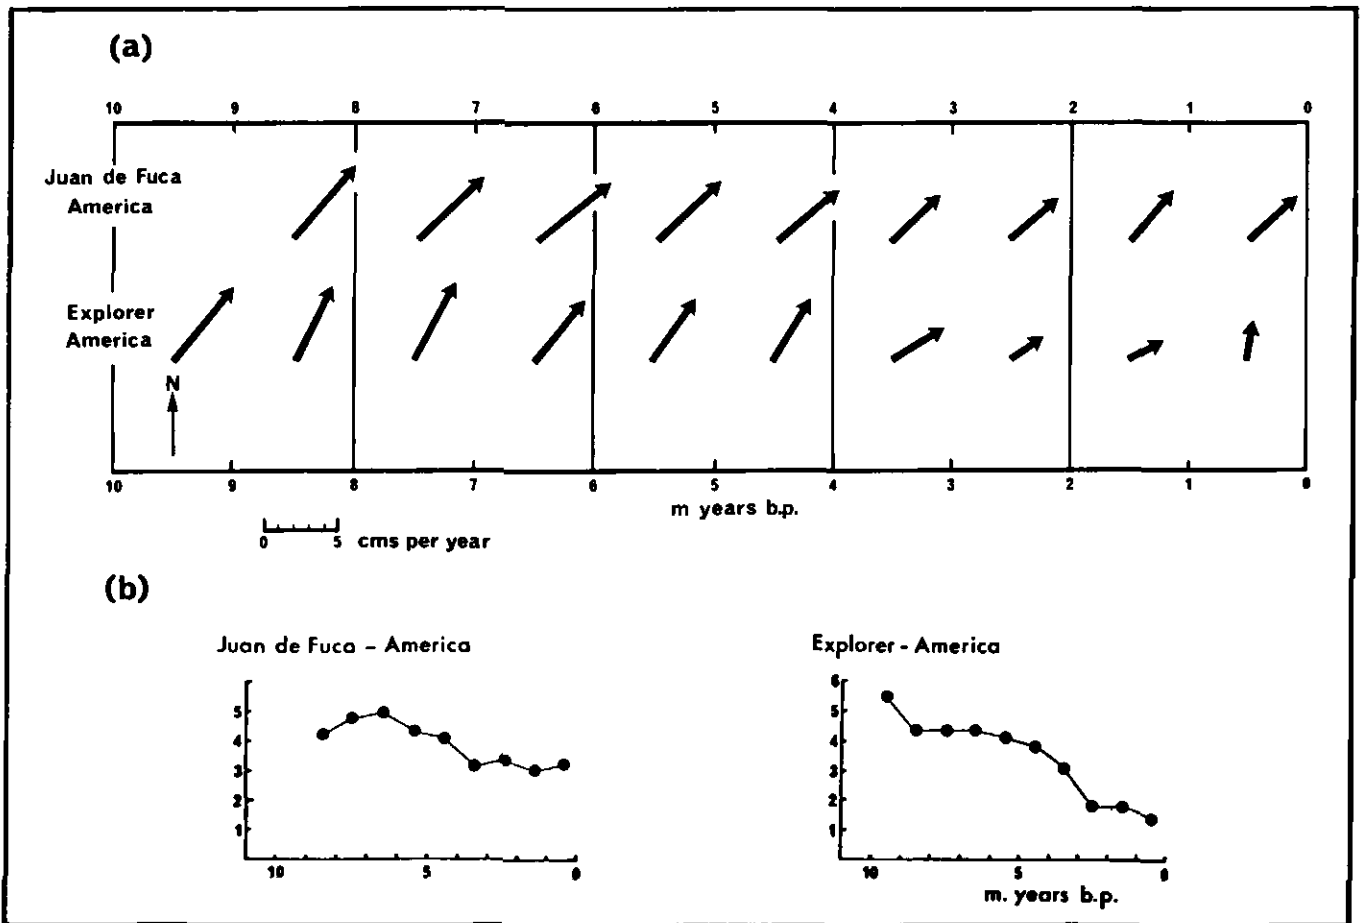 (a)
10 9 8 7 6 5 4 3 2 1 0
Juan de Fuca
America
Explorer
America
N
10 9 8 7 6 5 4 3 2 1 0
m years b.p.
0 5 cms per year
(b)
Juan de Fuca - America
Explorer - America
5
4
3
2
1
10 5 0
6
5
4
3
2
1
10 5 0
m. years b.p.